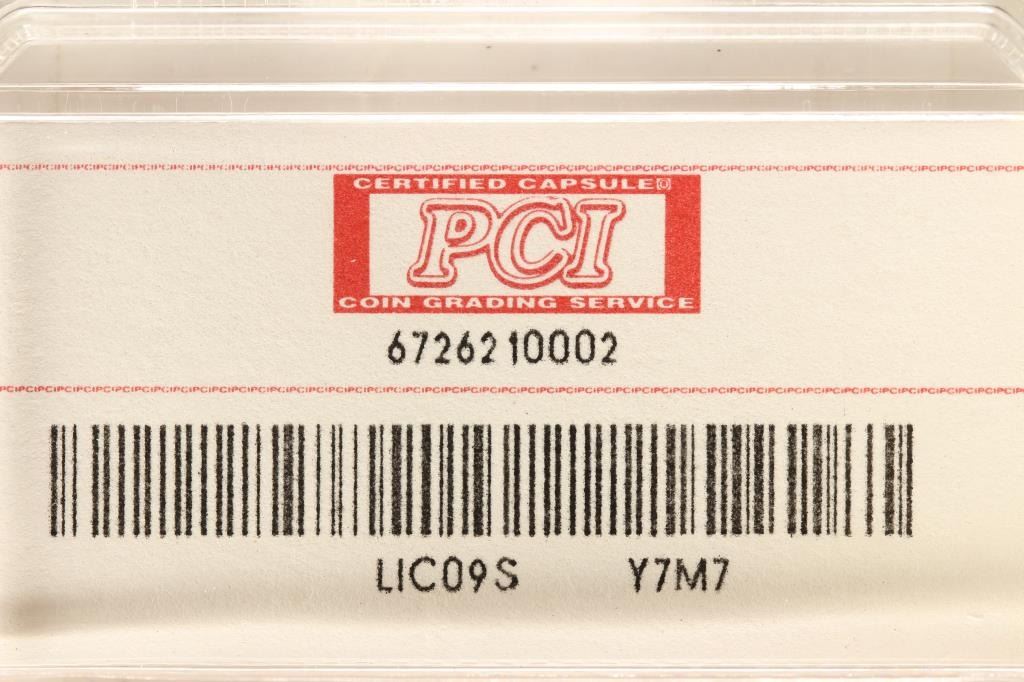 CERTIFIED CAPSULE
PCI
COIN GRADING SERVICE
6726210002
LIC09S Y7M7